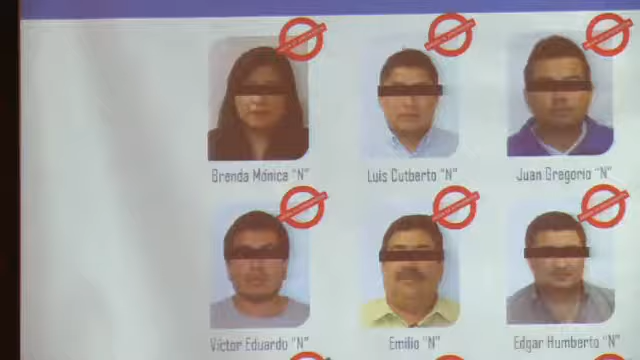 Brenda Mónica "N"
Luis Cutberto "N"
Juan Gregorio "N"
Víctor Eduardo "N"
Emilio "N"
Edgar Humberto "N"